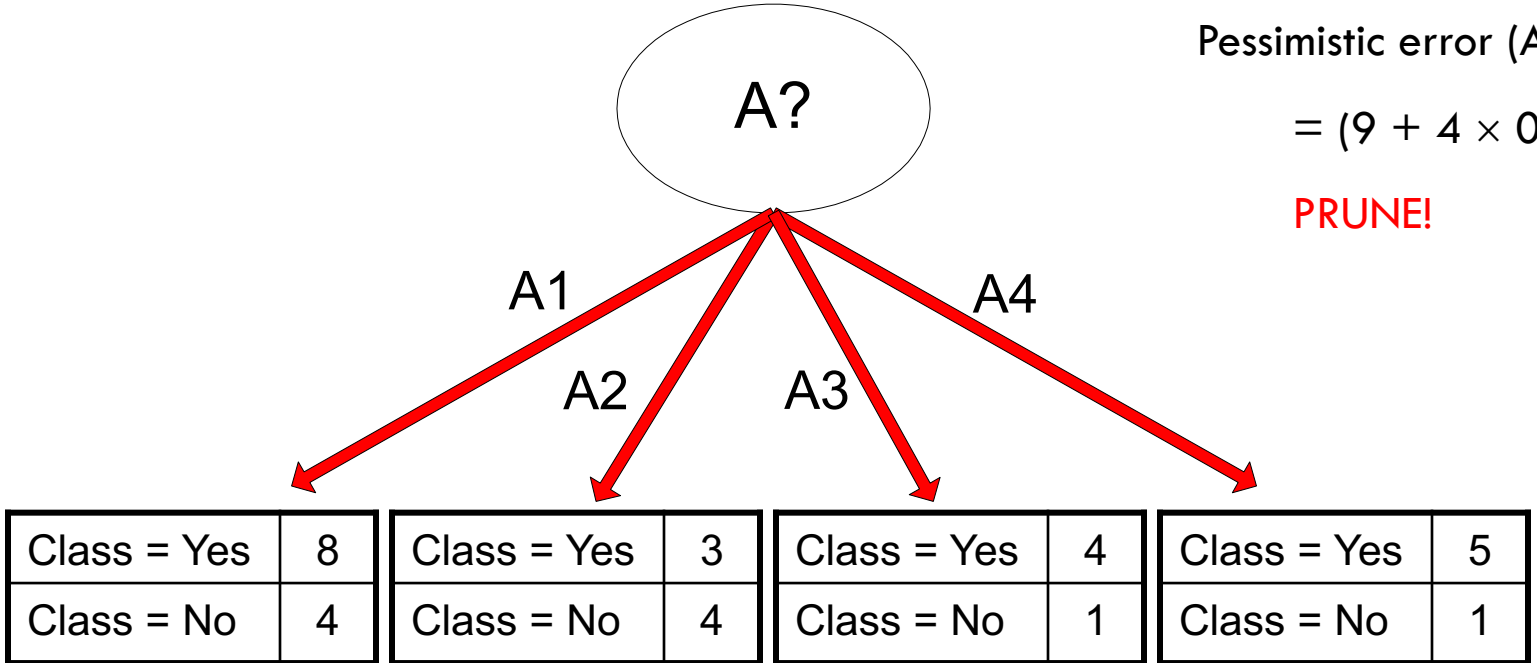 Pessimistic error (A
= (9 + 4 × 0
PRUNE!
A?
A1
A2
A3
A4
Class = Yes 8
Class = No 4
Class = Yes 3
Class = No 4
Class = Yes 4
Class = No 1
Class = Yes 5
Class = No 1